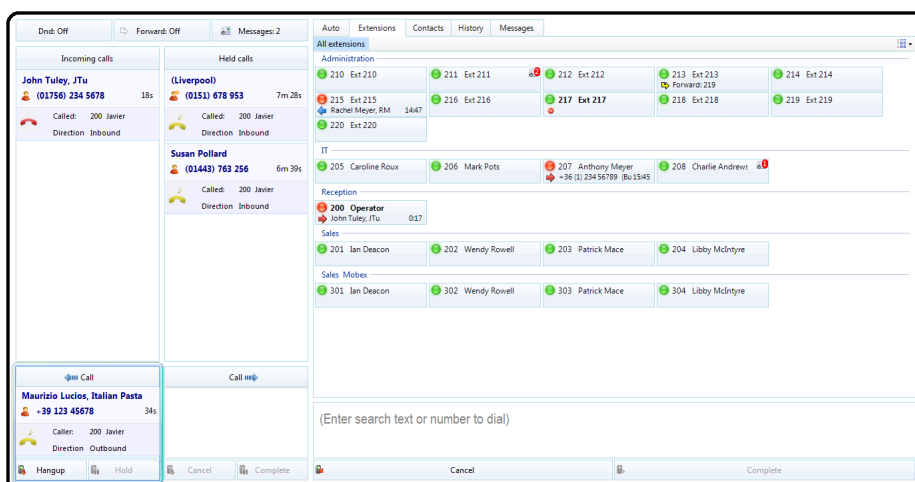 Dnd: Off
Forward: Off
Messages: 2
Incoming calls
Held calls
John Tuley, JTu
(01756) 234 5678 18s
Called: 200 Javier
Direction Inbound
(Liverpool)
(0151) 678 953 7m 28s
Called: 200 Javier
Direction Inbound
Susan Pollard
(01443) 763 256 6m 39s
Called: 200 Javier
Direction Inbound
Call
Call
Maurizio Lucios, Italian Pasta
+39 123 45678 34s
Caller: 200 Javier
Direction Outbound
Hangup
Hold
Cancel
Complete
Auto
Extensions
Contacts
History
Messages
All extensions
Administration
210 Ext 210
211 Ext 211 2
212 Ext 212
213 Ext 213
Forward: 219
214 Ext 214
215 Ext 215
Rachel Meyer, RM 14:47
216 Ext 216
217 Ext 217
218 Ext 218
219 Ext 219
220 Ext 220
IT
205 Caroline Roux
206 Mark Pots
207 Anthony Meyer
+36 (1) 23456789 (Bu 15:45
208 Charlie Andrews 1
Reception
200 Operator
John Tuley, JTu 0:17
Sales
201 Ian Deacon
202 Wendy Rowell
203 Patrick Mace
204 Libby McIntyre
Sales Mobex
301 Ian Deacon
302 Wendy Rowell
303 Patrick Mace
304 Libby McIntyre
(Enter search text or number to dial)
Cancel
Complete